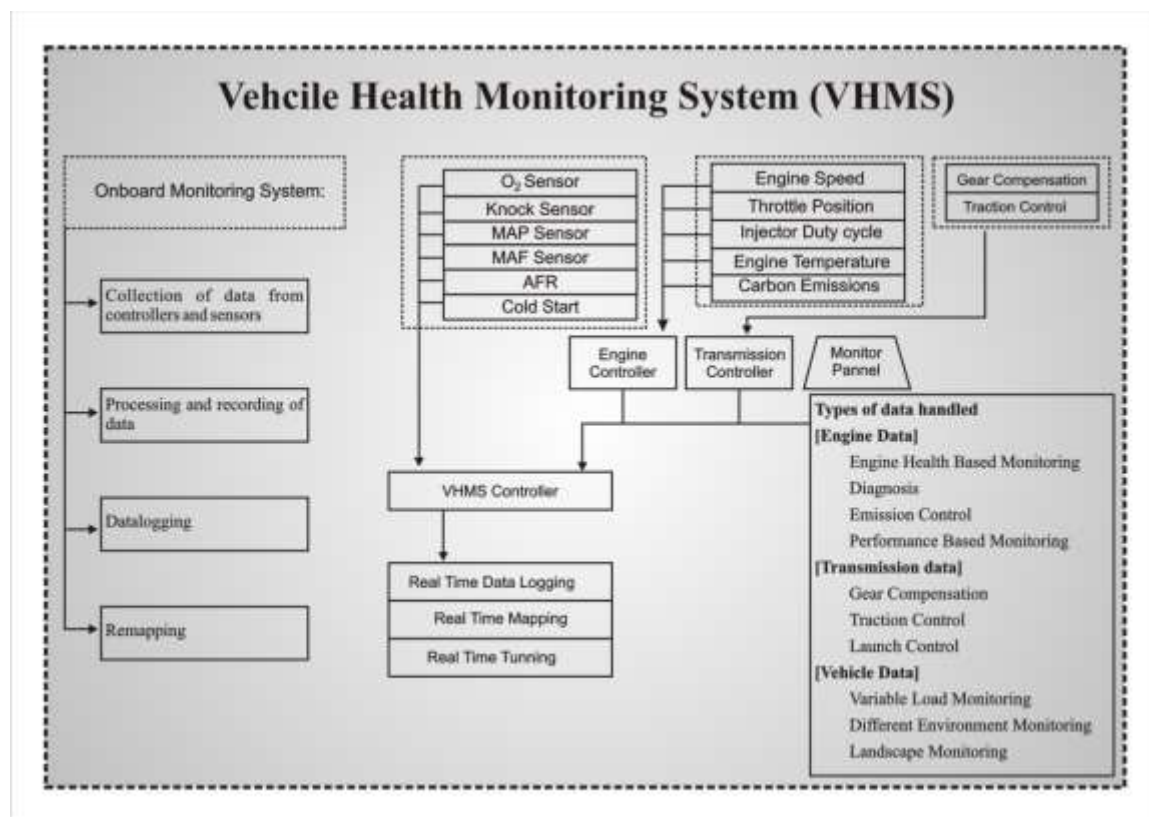 Vehcile Health Monitoring System (VHMS)
Onboard Monitoring System:
Collection of data from
controllers and sensors
Processing and recording of
data
Datalogging
Remapping
O₂ Sensor
Knock Sensor
MAP Sensor
MAF Sensor
AFR
Cold Start
Engine Speed
Throttle Position
Injector Duty cycle
Engine Temperature
Carbon Emissions
Gear Compensation
Traction Control
Engine
Controller
Transmission
Controller
Monitor
Pannel
VHMS Controller
Real Time Data Logging
Real Time Mapping
Real Time Tunning
Types of data handled
[Engine Data]
Engine Health Based Monitoring
Diagnosis
Emission Control
Performance Based Monitoring
[Transmission data]
Gear Compensation
Traction Control
Launch Control
[Vehicle Data]
Variable Load Monitoring
Different Environment Monitoring
Landscape Monitoring